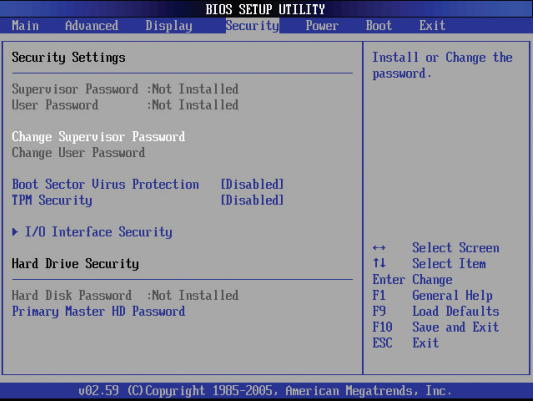 BIOS SETUP UTILITY
Main Advanced Display Security Power Boot Exit
Security Settings
Supervisor Password :Not Installed
User Password :Not Installed
Change Supervisor Password
Change User Password
Boot Sector Virus Protection [Disabled]
TPM Security [Disabled]
I/O Interface Security
Hard Drive Security
Hard Disk Password :Not Installed
Primary Master HD Password
Install or Change the
password.
↔ Select Screen
↑↓ Select Item
Enter Change
F1 General Help
F9 Load Defaults
F10 Save and Exit
ESC Exit
v02.59 (C)Copyright 1985-2005, American Megatrends, Inc.